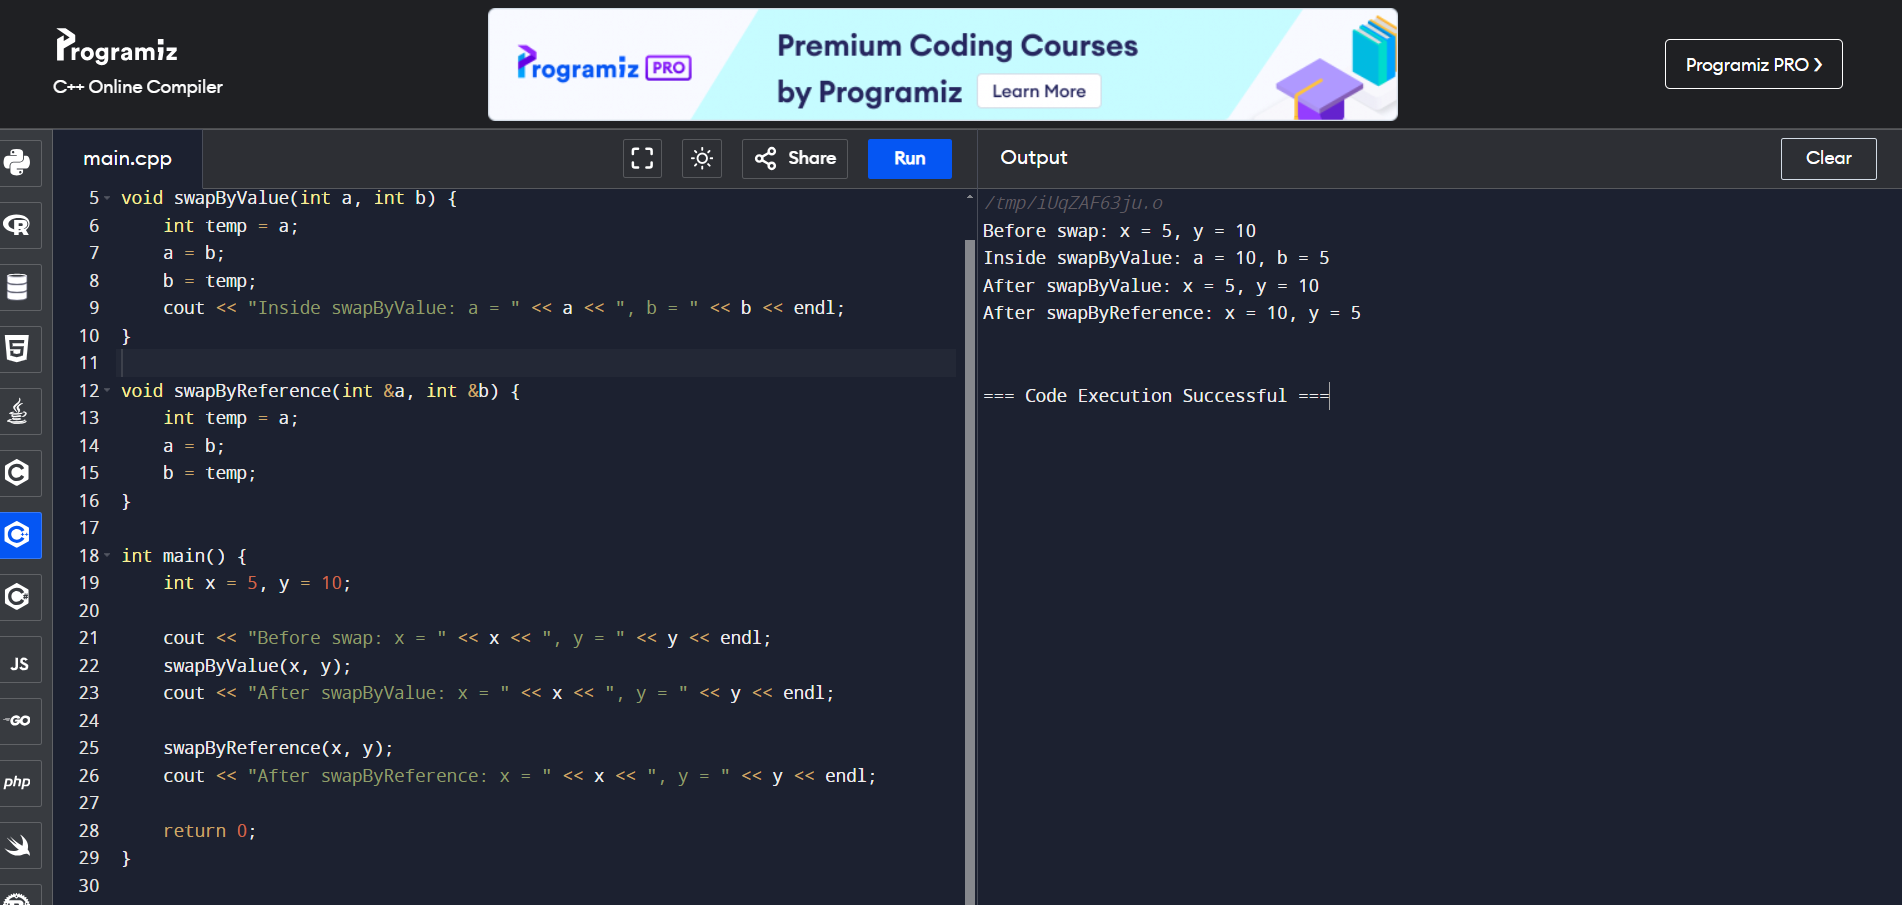 Programiz
C++ Online Compiler
Programiz PRO
Premium Coding Courses
by Programiz
Learn More
Programiz PRO ❯
main.cpp
Share
Run
Output
Clear
5 void swapByValue(int a, int b) {
6     int temp = a;
7     a = b;
8     b = temp;
9     cout << "Inside swapByValue: a = " << a << ", b = " << b << endl;
10 }
11
12 void swapByReference(int &a, int &b) {
13     int temp = a;
14     a = b;
15     b = temp;
16 }
17
18 int main() {
19     int x = 5, y = 10;
20
21     cout << "Before swap: x = " << x << ", y = " << y << endl;
22     swapByValue(x, y);
23     cout << "After swapByValue: x = " << x << ", y = " << y << endl;
24
25     swapByReference(x, y);
26     cout << "After swapByReference: x = " << x << ", y = " << y << endl;
27
28     return 0;
29 }
30
/tmp/iUqZAF63ju.o
Before swap: x = 5, y = 10
Inside swapByValue: a = 10, b = 5
After swapByValue: x = 5, y = 10
After swapByReference: x = 10, y = 5
=== Code Execution Successful ===
R
5
C
C++
C#
JS
GO
php